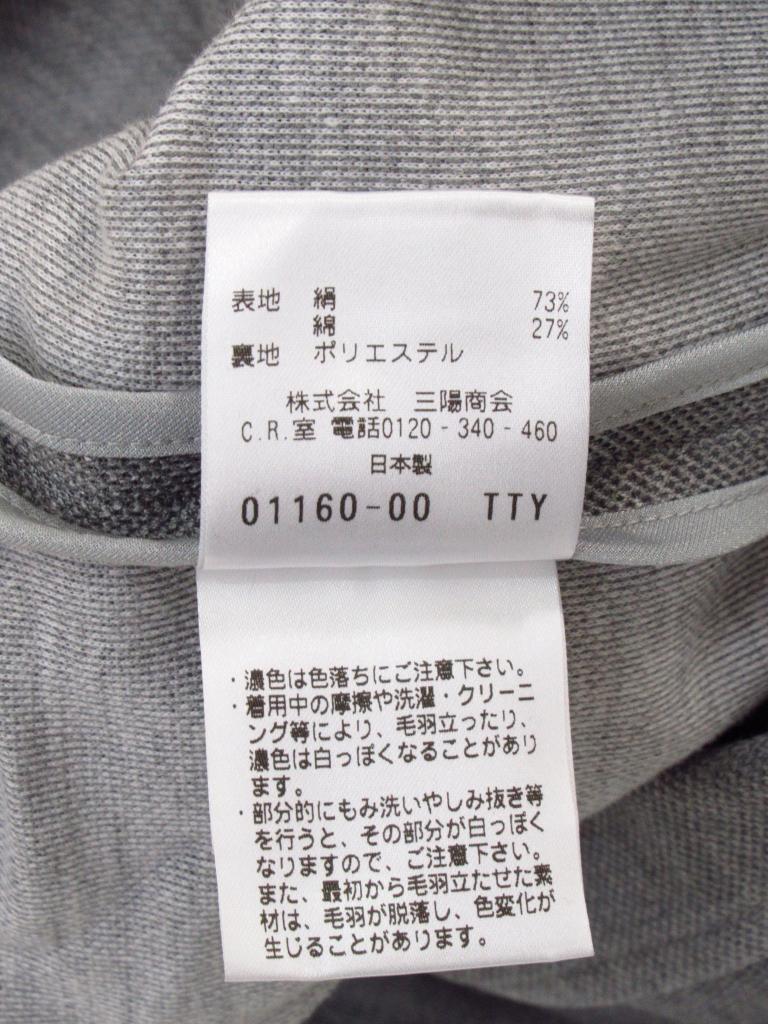 表地 絹 73%
綿 27%
裏地 ポリエステル
株式会社 三陽商会
C.R.室 電話0120-340-460
日本製
01160-00 TTY
・濃色は色落ちにご注意下さい。
・着用中の摩擦や洗濯・クリーニ
ング等により、毛羽立ったり、
濃色は白っぽくなることがあり
ます。
・部分的にもみ洗いやしみ抜き等
を行うと、その部分が白っぽく
なりますので、ご注意下さい。
また、最初から毛羽立たせた素
材は、毛羽が脱落し、色変化が
生じることがあります。